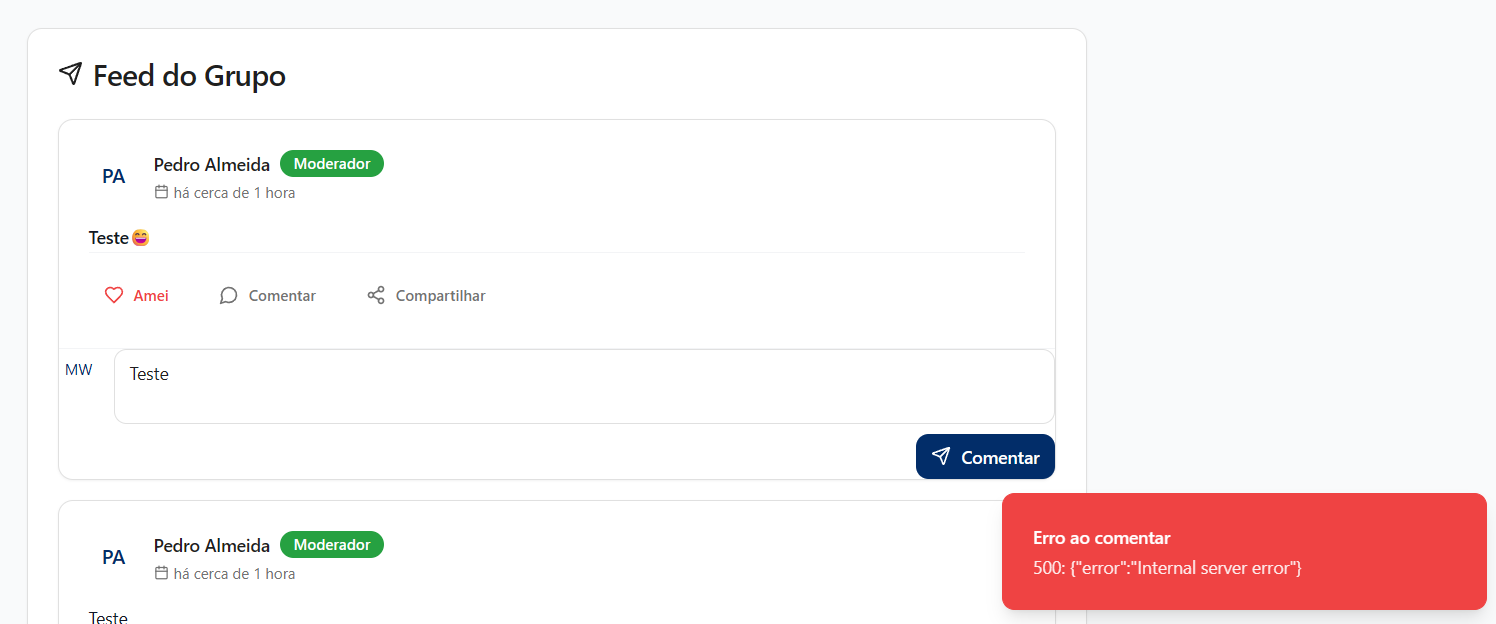 Feed do Grupo
PA
Pedro Almeida Moderador
há cerca de 1 hora
Teste😄
Amei Comentar Compartilhar
MW
Teste
Comentar
PA
Pedro Almeida Moderador
há cerca de 1 hora
Teste
Erro ao comentar
500: {"error":"Internal server error"}